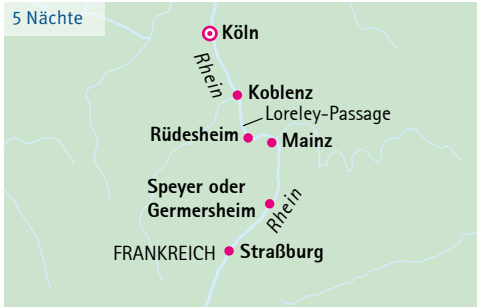 5 Nächte
Köln
Rhein
Koblenz
Loreley-Passage
Rüdesheim
Mainz
Speyer oder
Germersheim
Rhein
FRANKREICH
Straßburg